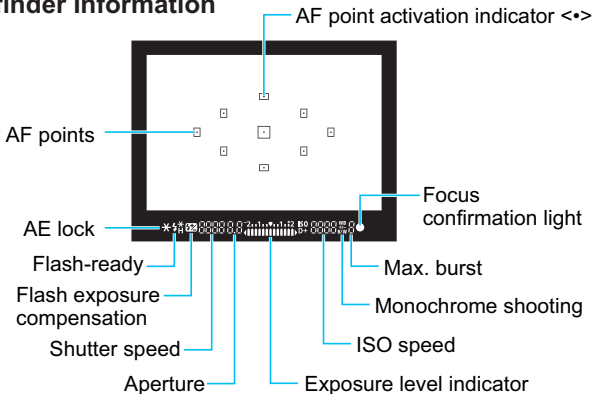 finder Information
AF point activation indicator <•>
AF points
Focus
confirmation light
AE lock
Flash-ready
Max. burst
Flash exposure
compensation
Monochrome shooting
Shutter speed
ISO speed
Aperture
Exposure level indicator